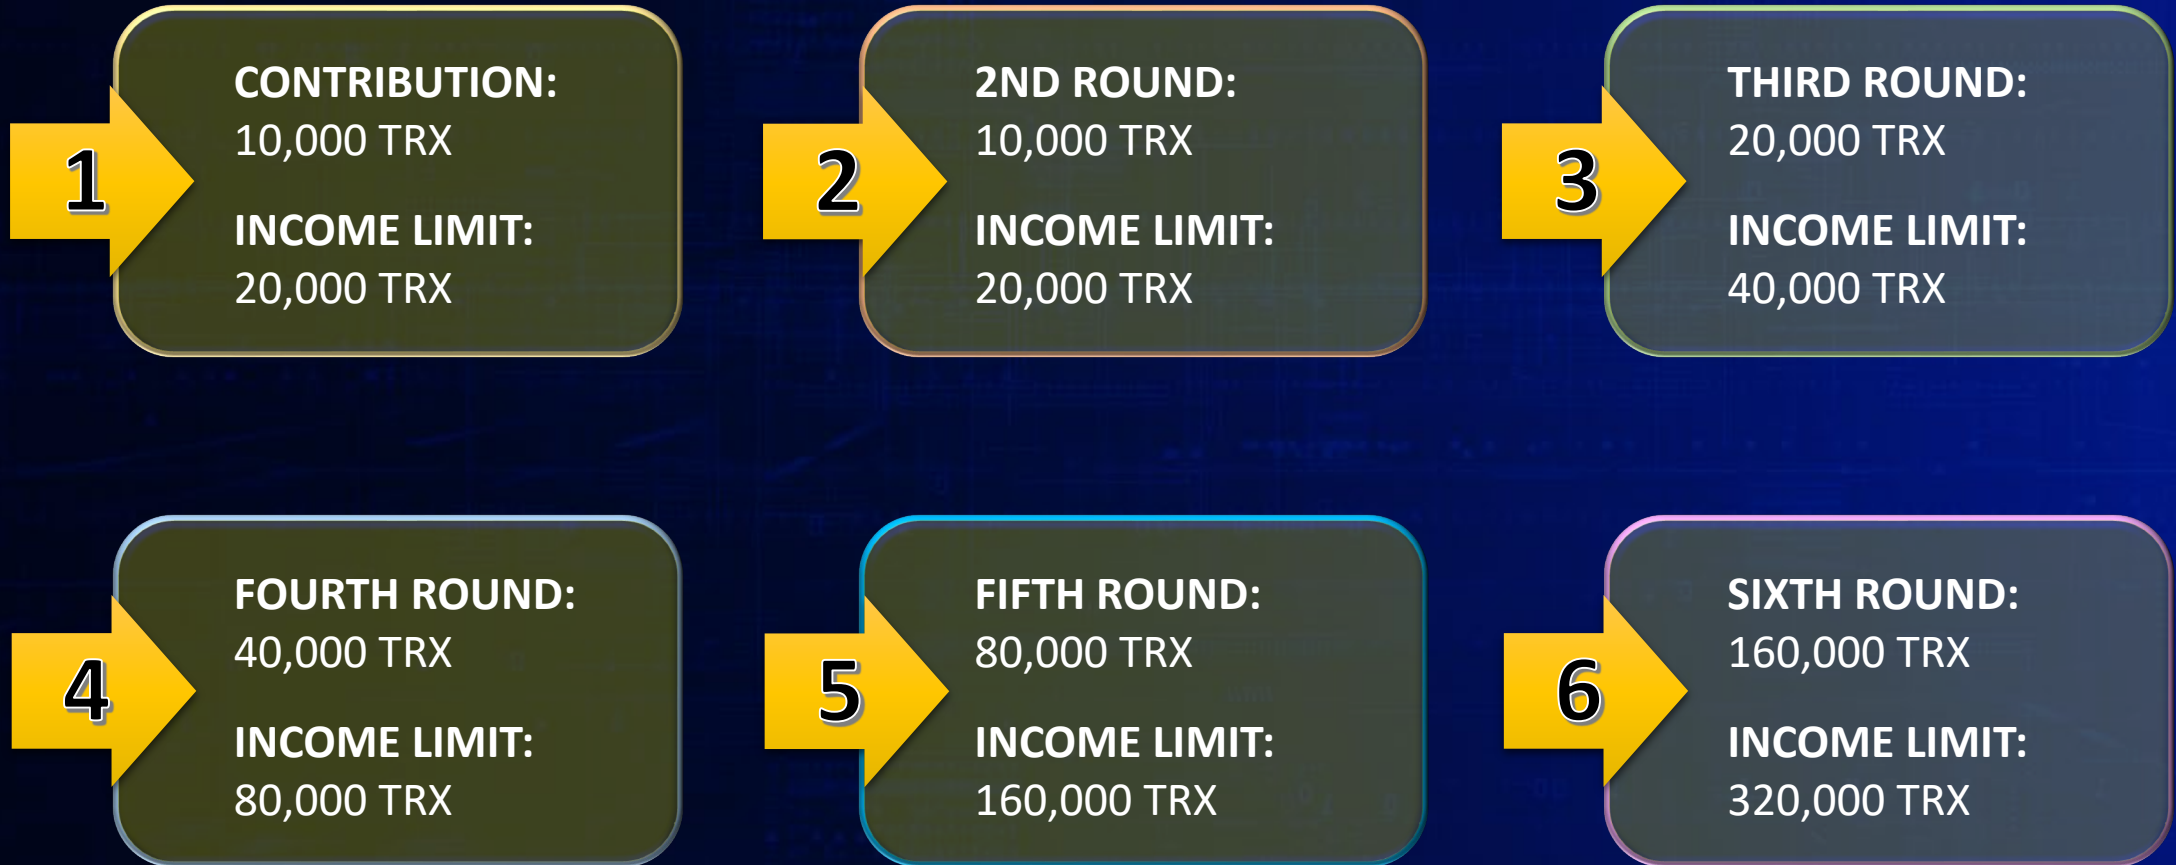 1
CONTRIBUTION:
10,000 TRX
INCOME LIMIT:
20,000 TRX
2
2ND ROUND:
10,000 TRX
INCOME LIMIT:
20,000 TRX
3
THIRD ROUND:
20,000 TRX
INCOME LIMIT:
40,000 TRX
4
FOURTH ROUND:
40,000 TRX
INCOME LIMIT:
80,000 TRX
5
FIFTH ROUND:
80,000 TRX
INCOME LIMIT:
160,000 TRX
6
SIXTH ROUND:
160,000 TRX
INCOME LIMIT:
320,000 TRX